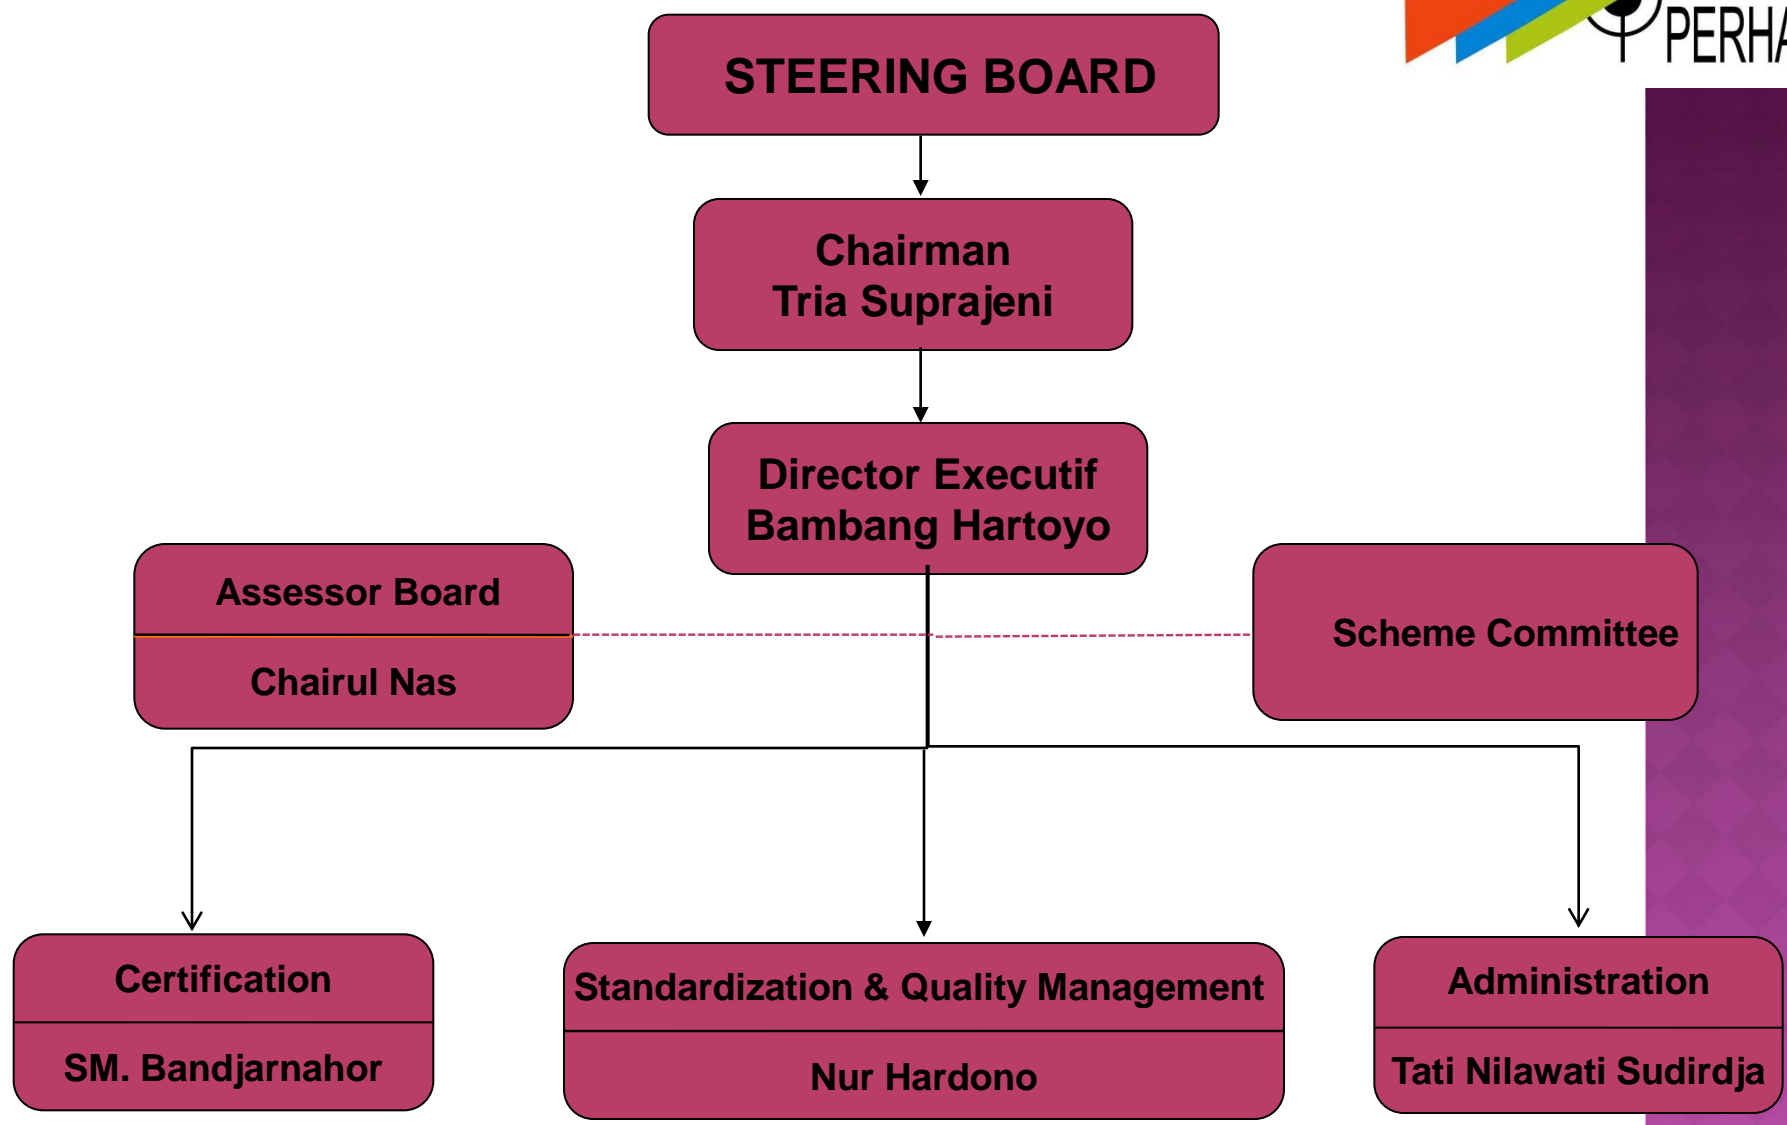 PERHA
STEERING BOARD
Chairman
Tria Suprajeni
Director Executif
Bambang Hartoyo
Assessor Board
Chairul Nas
Scheme Committee
Certification
SM. Bandjarnahor
Standardization & Quality Management
Nur Hardono
Administration
Tati Nilawati Sudirdja